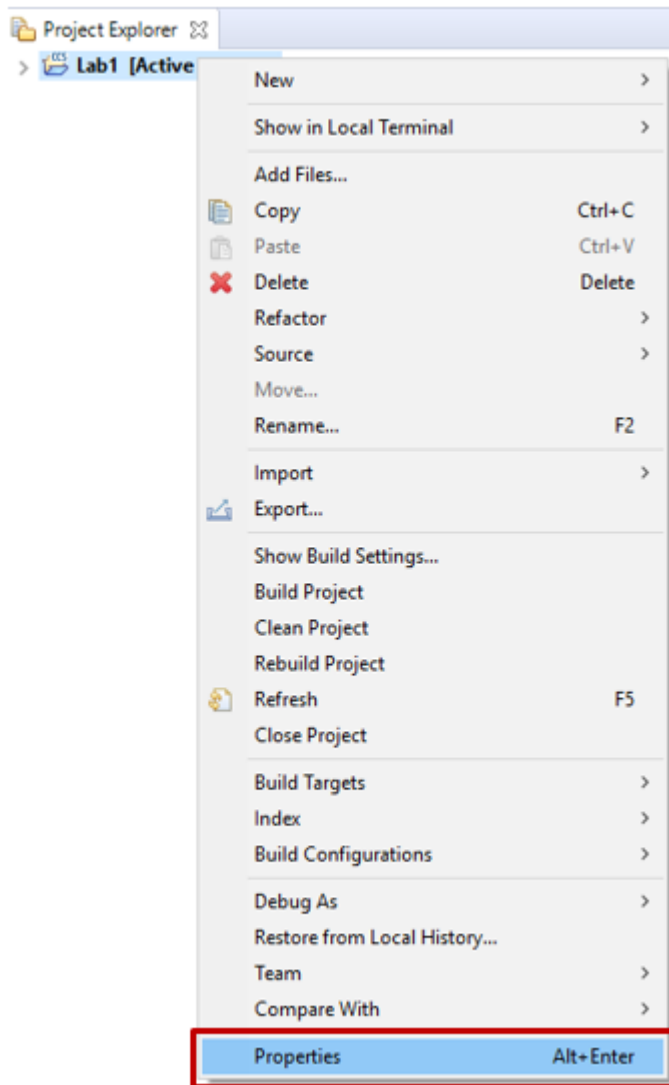 Project Explorer
CCS
Lab1 [Active
New
Show in Local Terminal
Add Files...
Copy Ctrl+C
Paste Ctrl+V
Delete Delete
Refactor
Source
Move...
Rename... F2
Import
Export...
Show Build Settings...
Build Project
Clean Project
Rebuild Project
Refresh F5
Close Project
Build Targets
Index
Build Configurations
Debug As
Restore from Local History...
Team
Compare With
Properties Alt+Enter